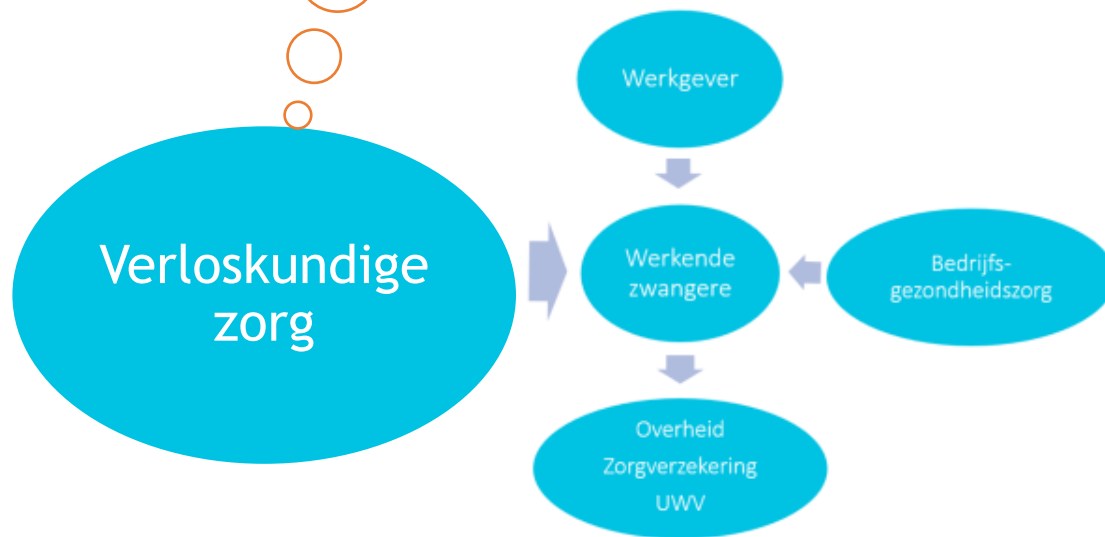 Werkgever
Verloskundige
zorg
Werkende
zwangere
Bedrijfs-
gezondheidszorg
Overheid
Zorgverzekering
UWV